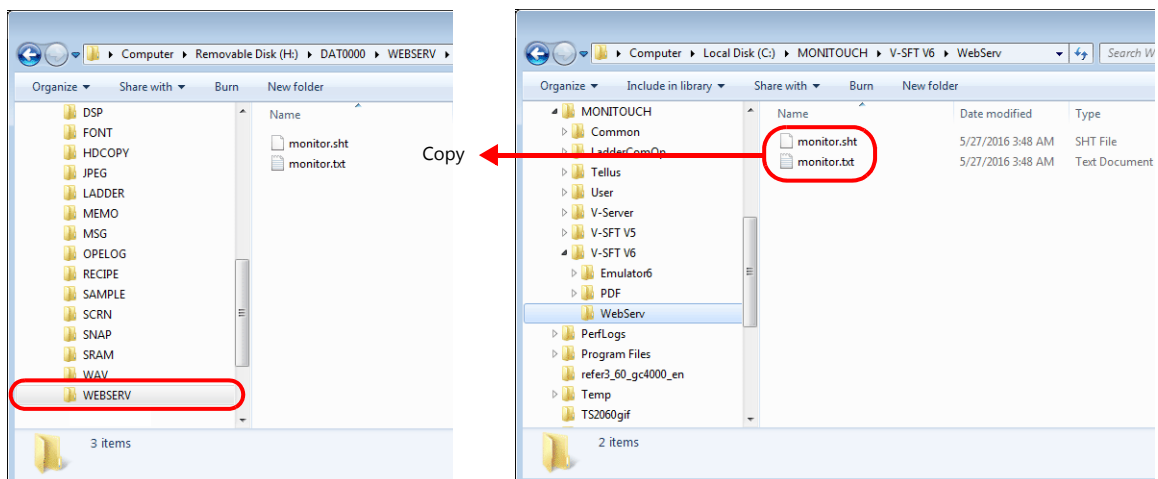 Computer Removable Disk (H:) DAT0000 WEBSERV
Organize Share with Burn New folder
DSP
FONT
HDCOPY
JPEG
LADDER
MEMO
MSG
OPELOG
RECIPE
SAMPLE
SCRN
SNAP
SRAM
WAV
WEBSERV
Name
monitor.sht
monitor.txt
3 items
Copy
Computer Local Disk (C:) MONITOUCH V-SFT V6 WebServ Search W
Organize Include in library Share with Burn New folder
MONITOUCH
Common
LadderComOp
Tellus
User
V-Server
V-SFT V5
V-SFT V6
Emulator6
PDF
WebServ
PerfLogs
Program Files
refer3_60_gc4000_en
Temp
TS2060gif
Name Date modified Type
monitor.sht 5/27/2016 3:48 AM SHT File
monitor.txt 5/27/2016 3:48 AM Text Document
2 items